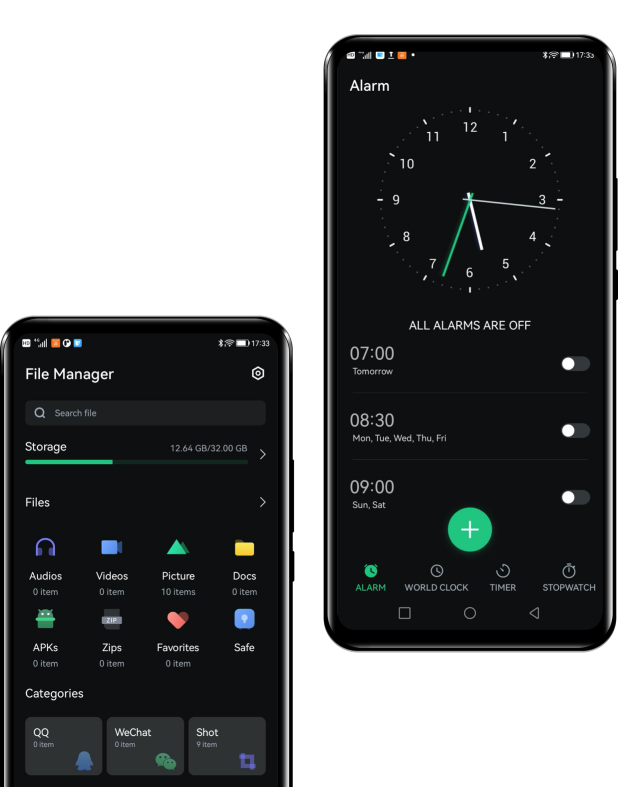 17:33
Alarm
12
11
1
10
2
9
3
8
4
7
5
6
ALL ALARMS ARE OFF
07:00
Tomorrow
08:30
Mon, Tue, Wed, Thu, Fri
09:00
Sun, Sat
+
ALARM WORLD CLOCK TIMER STOPWATCH
HD 4G 17:33
File Manager
Search file
Storage 12.64 GB/32.00 GB
Files
Audios Videos Picture Docs
0 item 0 item 10 items 0 item
ZIP
APKs Zips Favorites Safe
0 item 0 item 0 item
Categories
QQ WeChat Shot
0 item 0 item 9 item